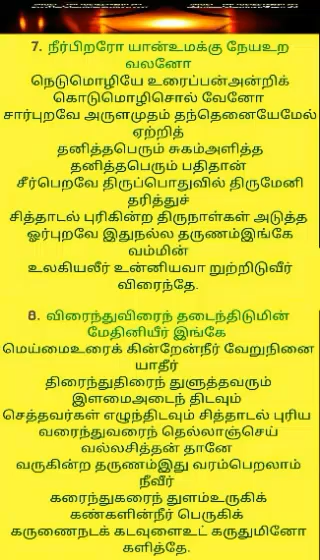 7. நீர்பிறரோ யான்உமக்கு நேயஉற
வலனோ
நெடுமொழியே உரைப்பன்அன்றிக்
கொடுமொழிசொல் வேனோ
சார்புறவே அருளமுதம் தந்தெனையேமேல்
ஏற்றித்
தனித்தபெரும் சுகம்அளித்த
தனித்தபெரும் பதிதான்
சீர்பெறவே திருப்பொதுவில் திருமேனி
தரித்துச்
சித்தாடல் புரிகின்ற திருநாள்கள் அடுத்த
ஓர்புறவே இதுநல்ல தருணம்இங்கே
வம்மின்
உலகியலீர் உன்னியவா றுற்றிடுவீர்
விரைந்தே.
8. விரைந்துவிரைந் தடைந்திடுமின்
மேதினியீர் இங்கே
மெய்மைஉரைக் கின்றேன்நீர் வேறுநினை
யாதீர்
திரைந்துதிரைந் துளுத்தவரும்
இளமைஅடைந் திடவும்
செத்தவர்கள் எழுந்திடவும் சித்தாடல் புரிய
வரைந்துவரைந் தெல்லாஞ்செய்
வல்லசித்தன் தானே
வருகின்ற தருணம்இது வரம்பெறலாம்
நீவீர்
கரைந்துகரைந் துளம்உருகிக்
கண்களின்நீர் பெருகிக்
கருணைநடக் கடவுளைஉட் கருதுமினோ
களித்தே.